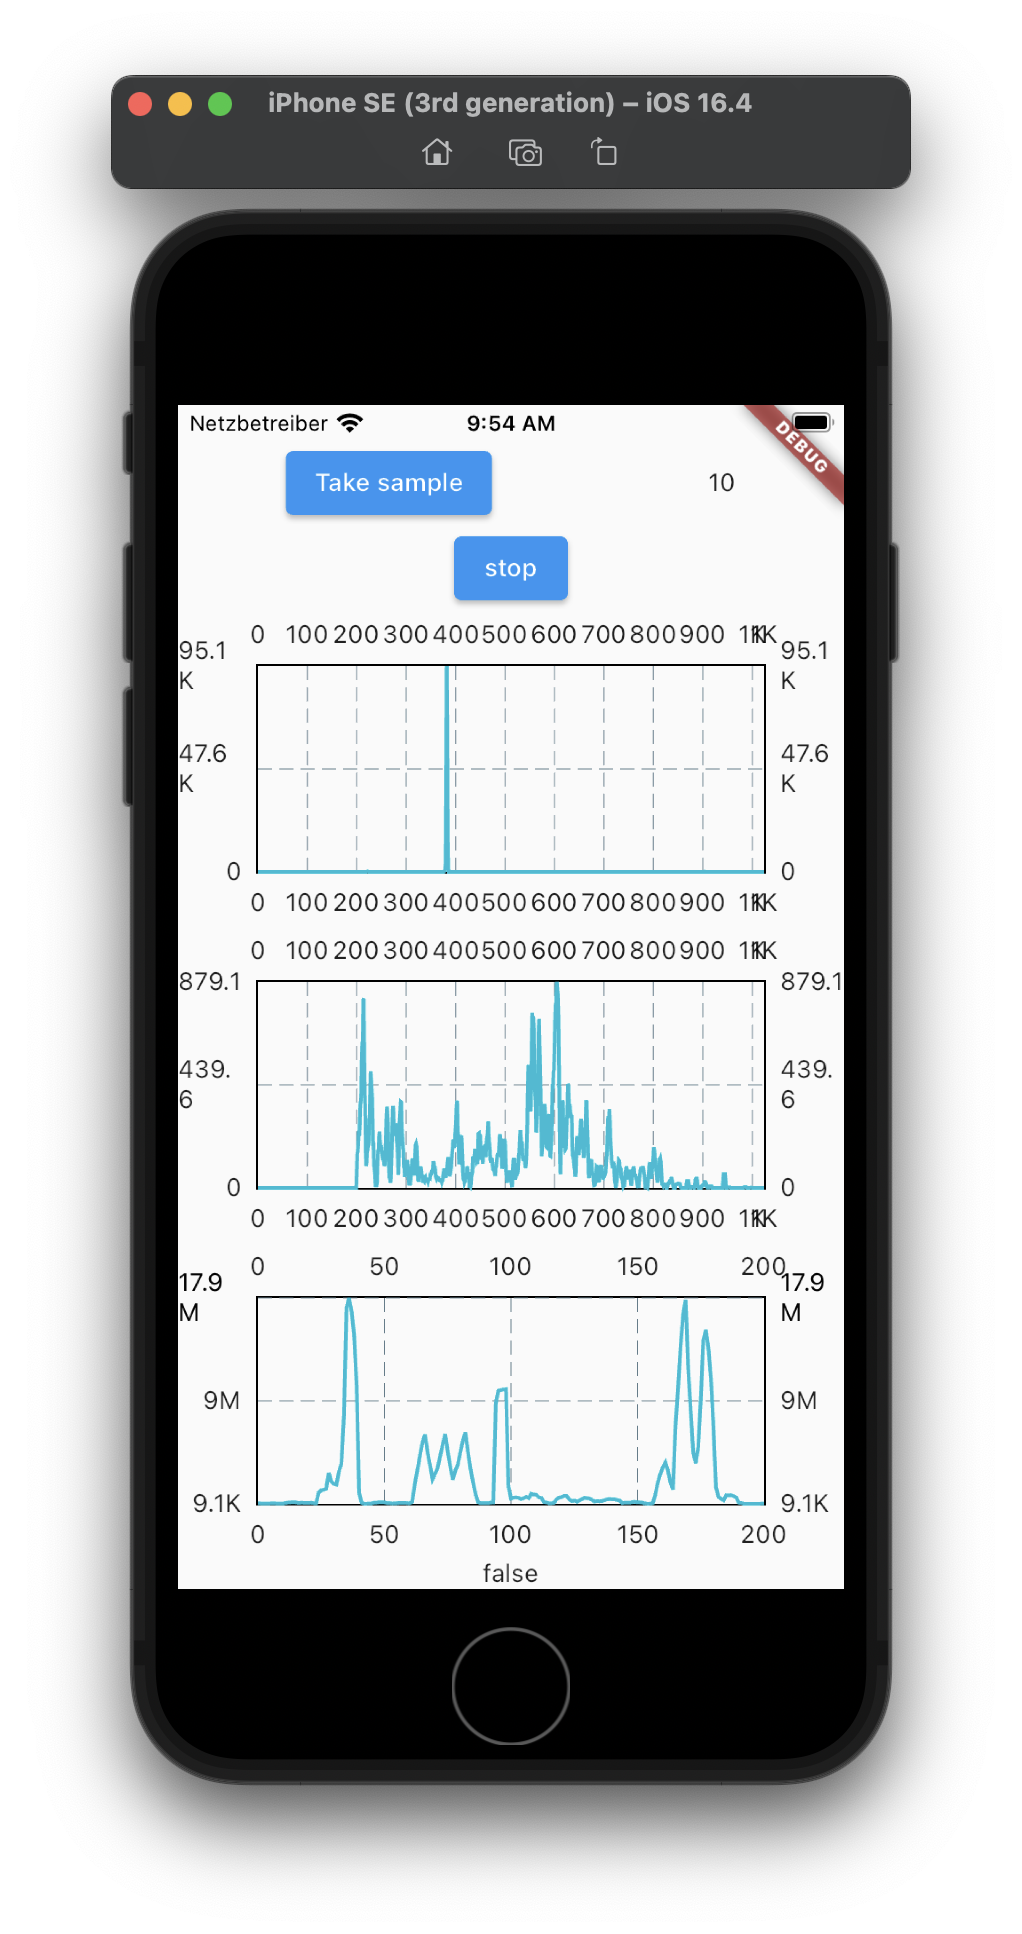 iPhone SE (3rd generation) – iOS 16.4
Netzbetreiber 9:54 AM
DEBUG
Take sample 10
stop
0 100 200 300 400 500 600 700 800 900 1K 1K
95.1
K
95.1
K
47.6
K
47.6
K
0 0
0 100 200 300 400 500 600 700 800 900 1K 1K
0 100 200 300 400 500 600 700 800 900 1K 1K
879.1 879.1
439.
6
439.
6
0 0
0 100 200 300 400 500 600 700 800 900 1K 1K
0 50 100 150 200
17.9
M
17.9
M
9M 9M
9.1K 9.1K
0 50 100 150 200
false